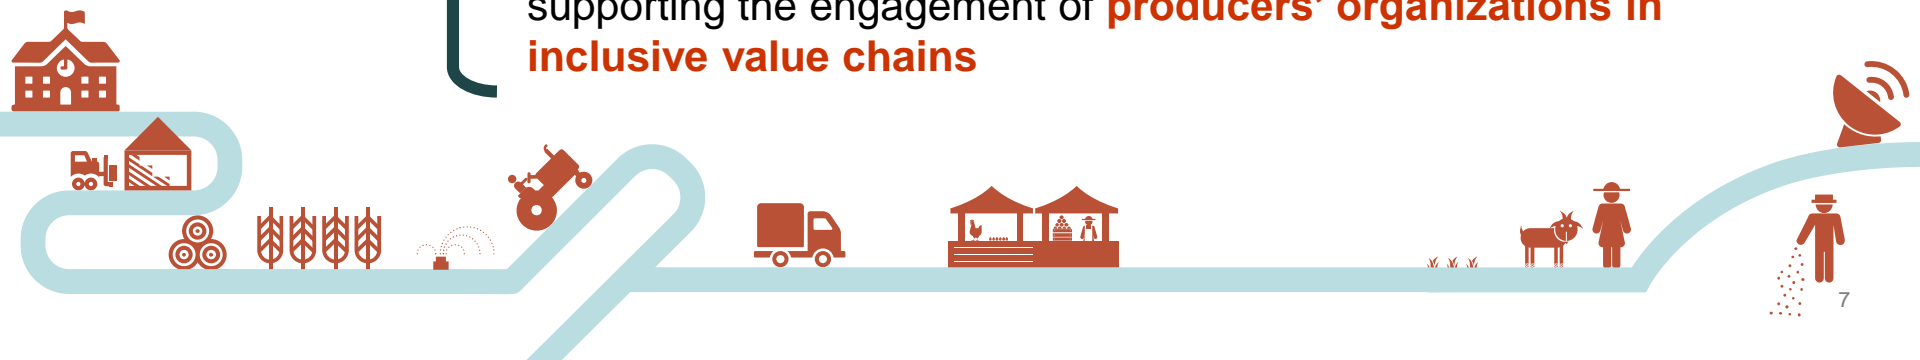 supporting the engagement of producers’ organizations in
inclusive value chains
7